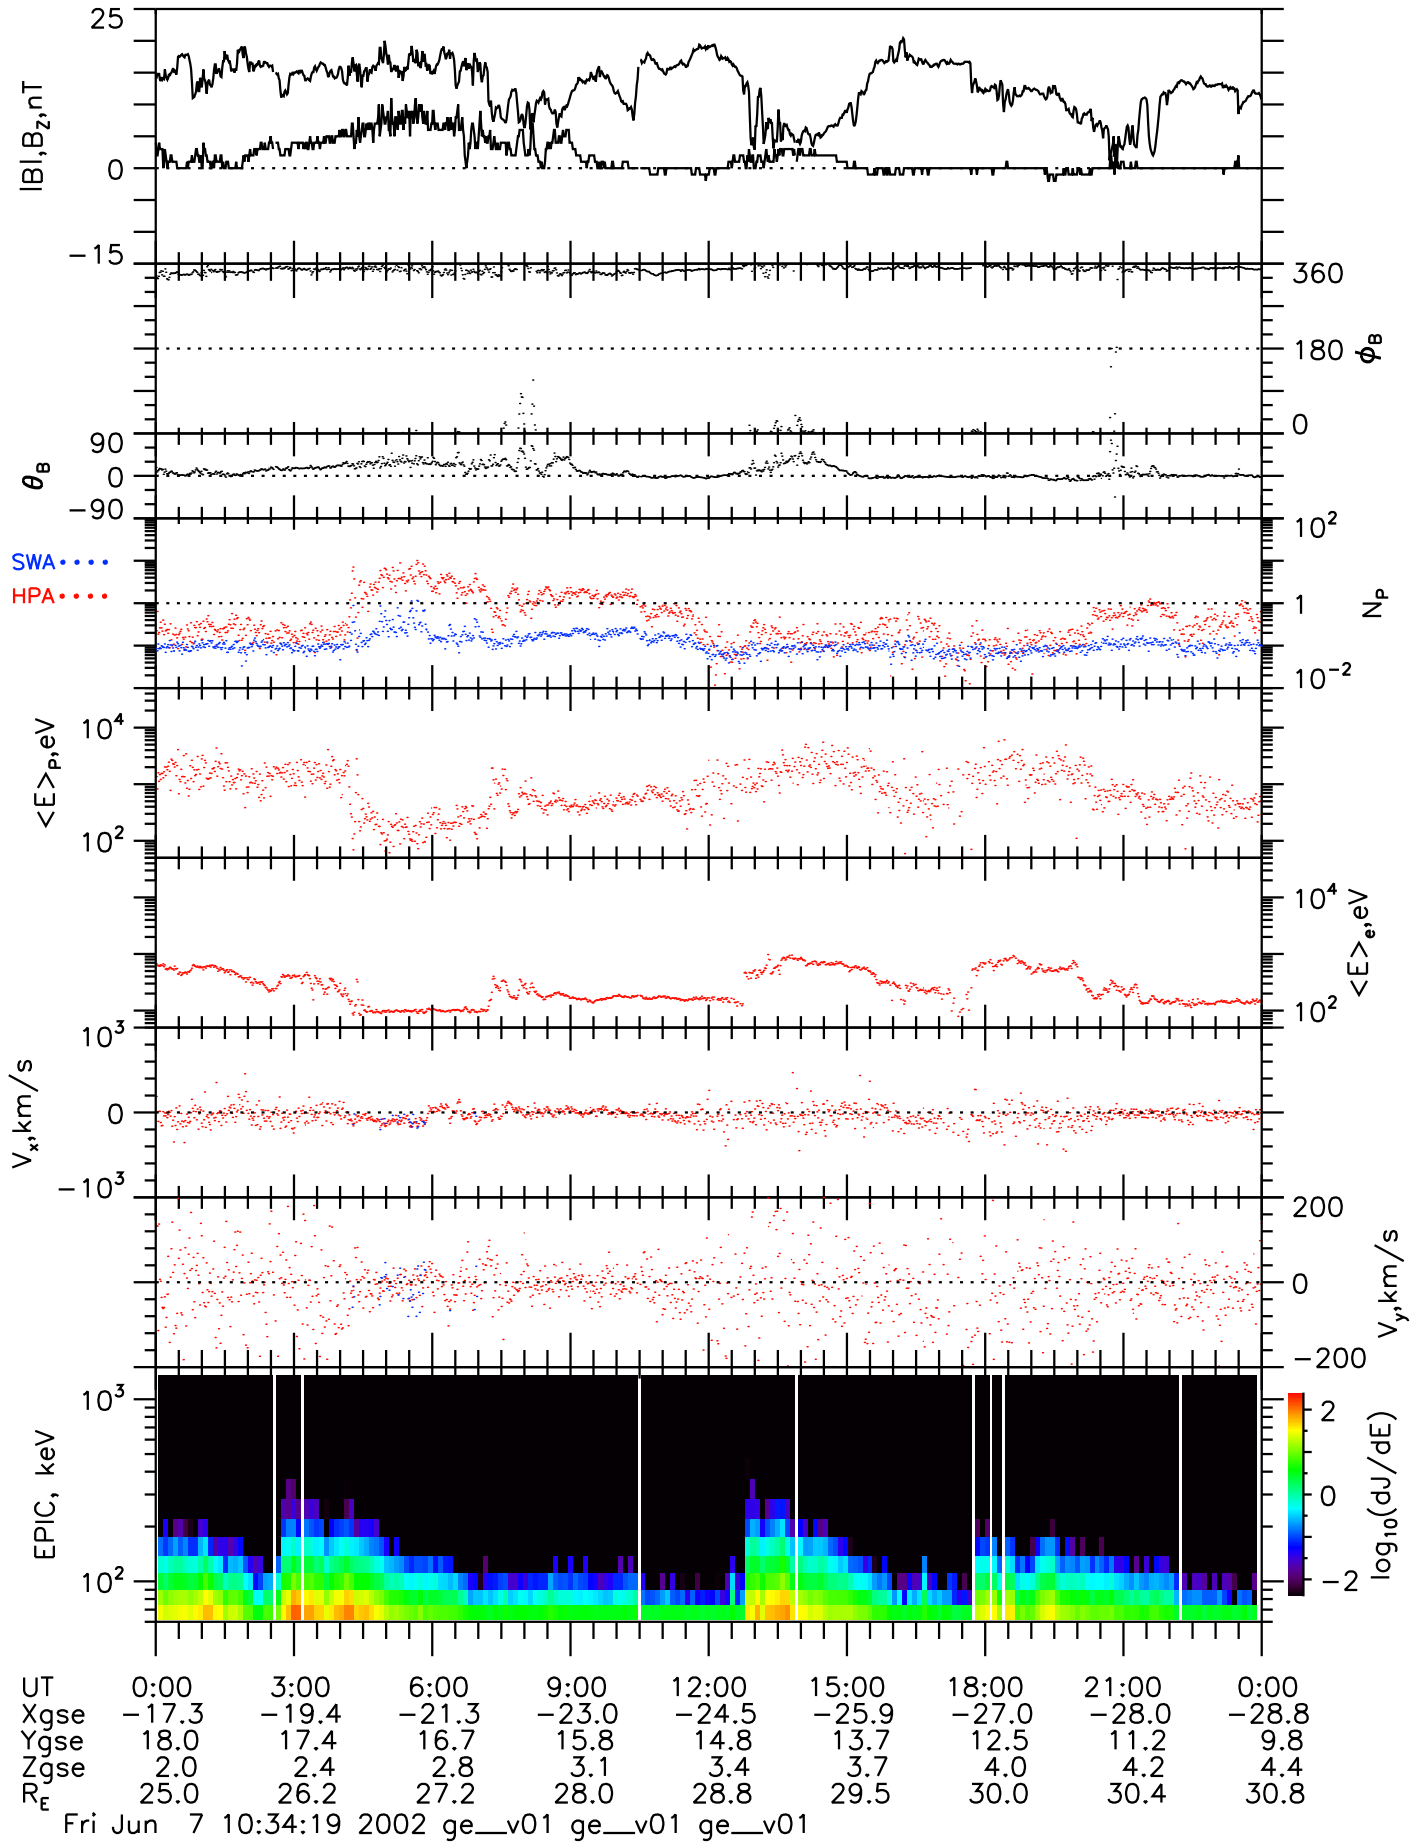 25
|B|,B_Z,nT
0
−15
360
180
ϕ_B
0
90
θ_B
0
−90
SWA
HPA
10^2
1
N_P
10^−2
10^4
<E>_P,eV
10^2
10^4
<E>_e,eV
10^2
10^3
V_x,km/s
0
−10^3
200
0
V_y,km/s
−200
10^3
EPIC, keV
10^2
2
0
−2
log_10(dJ/dE)
UT 0:00 3:00 6:00 9:00 12:00 15:00 18:00 21:00 0:00
Xgse −17.3 −19.4 −21.3 −23.0 −24.5 −25.9 −27.0 −28.0 −28.8
Ygse 18.0 17.4 16.7 15.8 14.8 13.7 12.5 11.2 9.8
Zgse 2.0 2.4 2.8 3.1 3.4 3.7 4.0 4.2 4.4
R_E 25.0 26.2 27.2 28.0 28.8 29.5 30.0 30.4 30.8
Fri Jun 7 10:34:19 2002 ge__v01 ge__v01 ge__v01